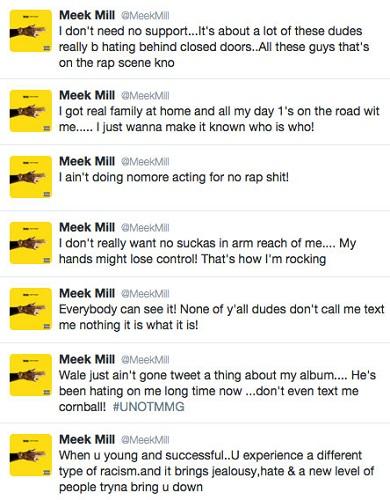 Meek Mill @MeekMill
I don't need no support...It's about a lot of these dudes
really b hating behind closed doors..All these guys that's
on the rap scene kno
Meek Mill @MeekMill
I got real family at home and all my day 1's on the road wit
me..... I just wanna make it known who is who!
Meek Mill @MeekMill
I ain't doing nomore acting for no rap shit!
Meek Mill @MeekMill
I don't really want no suckas in arm reach of me.... My
hands might lose control! That's how I'm rocking
Meek Mill @MeekMill
Everybody can see it! None of y'all dudes don't call me text
me nothing it is what it is!
Meek Mill @MeekMill
Wale just ain't gone tweet a thing about my album.... He's
been hating on me long time now ...don't even text me
cornball! #UNOTMMG
Meek Mill @MeekMill
When u young and successful..U experience a different
type of racism.and it brings jealousy,hate & a new level of
people tryna bring u down